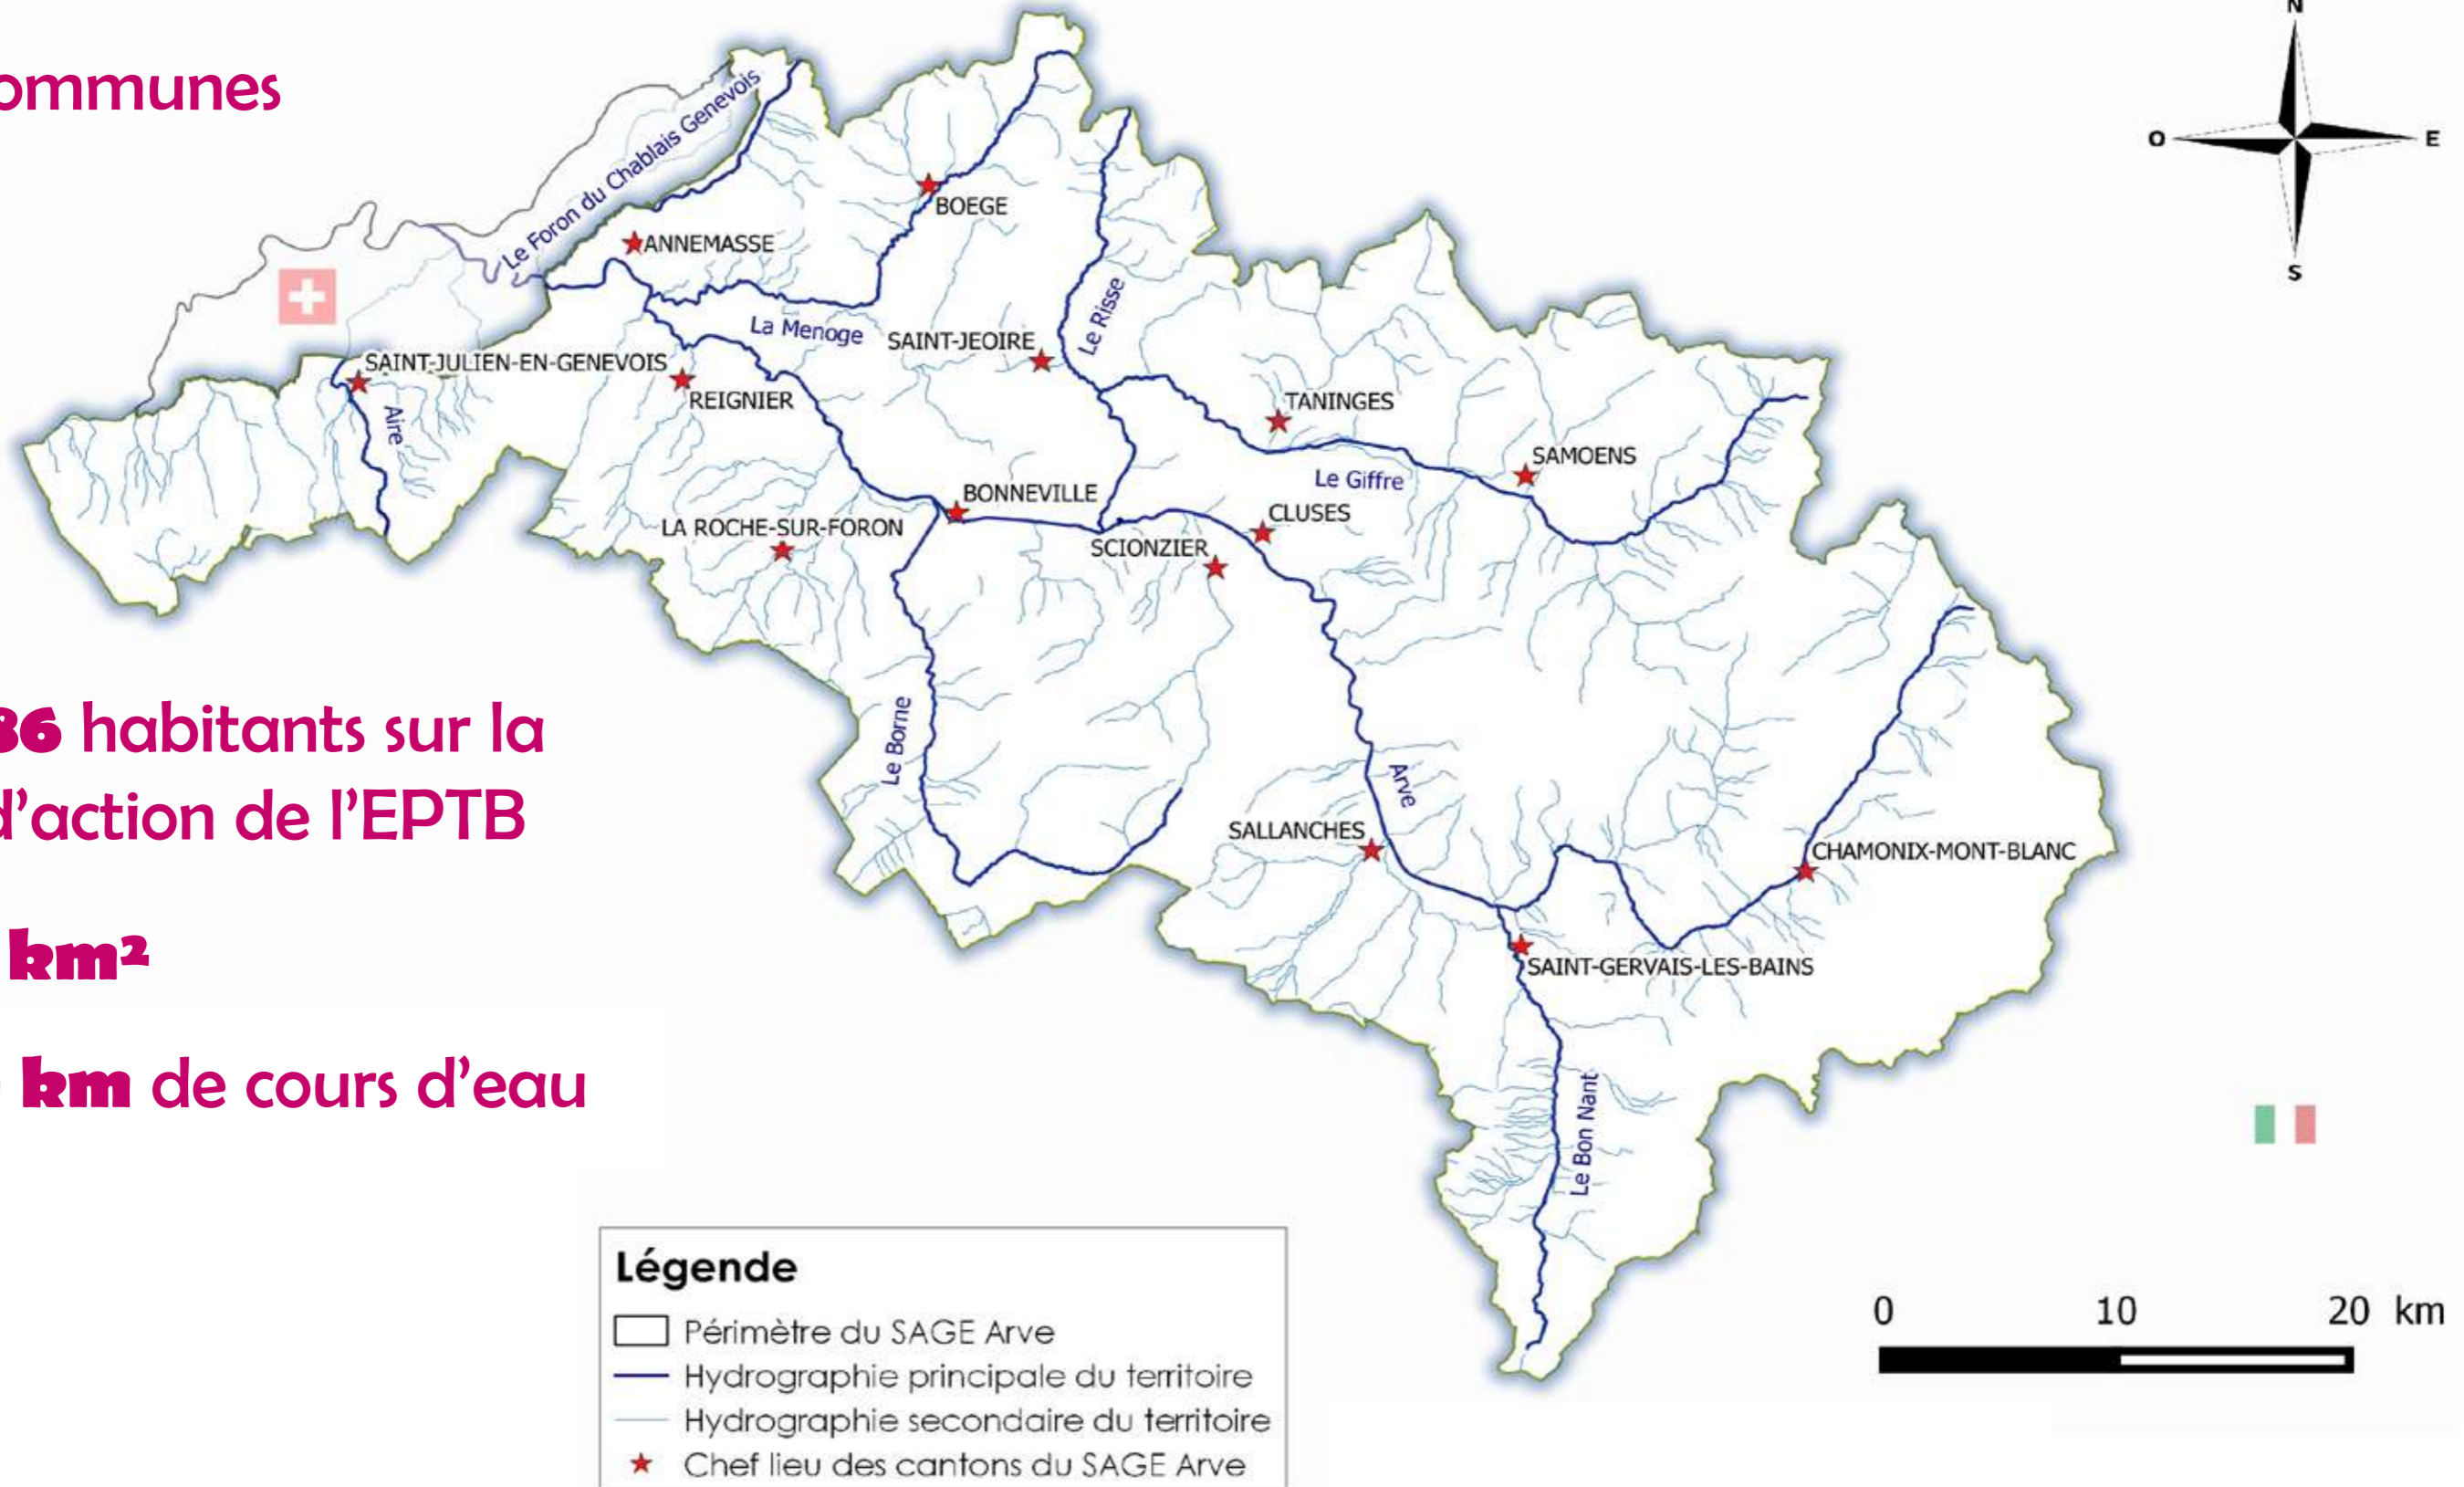 ommunes
86 habitants sur la
d'action de l'EPTB
km²
km de cours d'eau
N
O
E
S
Le Foron du Chablais Genevois
BOEGE
ANNEMASSE
La Menoge
SAINT-JEOIRE
Le Risse
SAINT-JULIEN-EN-GENEVOIS
REIGNIER
Aire
TANINGES
SAMOENS
Le Giffre
BONNEVILLE
CLUSES
LA ROCHE-SUR-FORON
SCIONZIER
Le Borne
Arve
SALLANCHES
CHAMONIX-MONT-BLANC
SAINT-GERVAIS-LES-BAINS
Le Bon Nant
0 10 20 km
Légende
Périmètre du SAGE Arve
Hydrographie principale du territoire
Hydrographie secondaire du territoire
Chef lieu des cantons du SAGE Arve